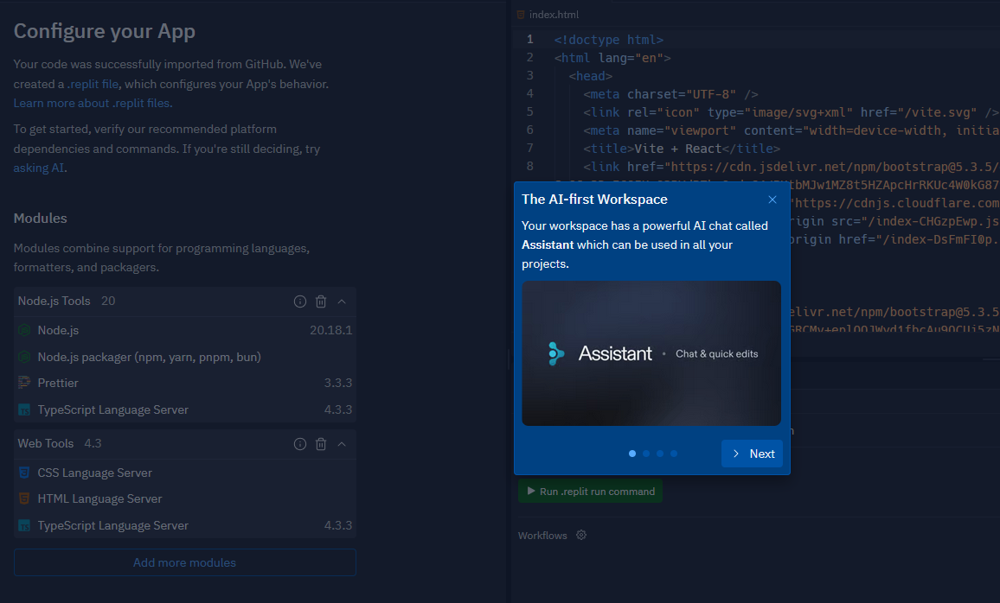 Configure your App
Your code was successfully imported from GitHub. We've
created a .replit file, which configures your App's behavior.
Learn more about .replit files.
To get started, verify our recommended platform
dependencies and commands. If you're still deciding, try
asking AI.
Modules
Modules combine support for programming languages,
formatters, and packagers.
Node.js Tools 20
Node.js 20.18.1
Node.js packager (npm, yarn, pnpm, bun)
Prettier 3.3.3
TypeScript Language Server 4.3.3
Web Tools 4.3
CSS Language Server
HTML Language Server
TypeScript Language Server 4.3.3
Add more modules
index.html
1 <!doctype html>
2 <html lang="en">
3 <head>
4 <meta charset="UTF-8" />
5 <link rel="icon" type="image/svg+xml" href="/vite.svg" />
6 <meta name="viewport" content="width=device-width, initia
7 <title>Vite + React</title>
8 <link href="https://cdn.jsdelivr.net/npm/bootstrap@5.3.5/
tbMJw1MZ8t5HZApcHrRKUc4W0kG87
"https://cdnjs.cloudflare.com
origin src="/index-CHGzpEwp.js
origin href="/index-DsFmFI0p.
elivr.net/npm/bootstrap@5.3.5
The AI-first Workspace
Your workspace has a powerful AI chat called
Assistant which can be used in all your
projects.
Assistant • Chat & quick edits
Next
Run .replit run command
Workflows